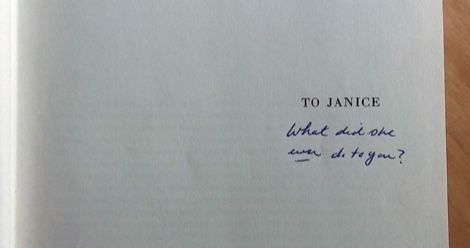 TO JANICE
What did she
ever do to you?